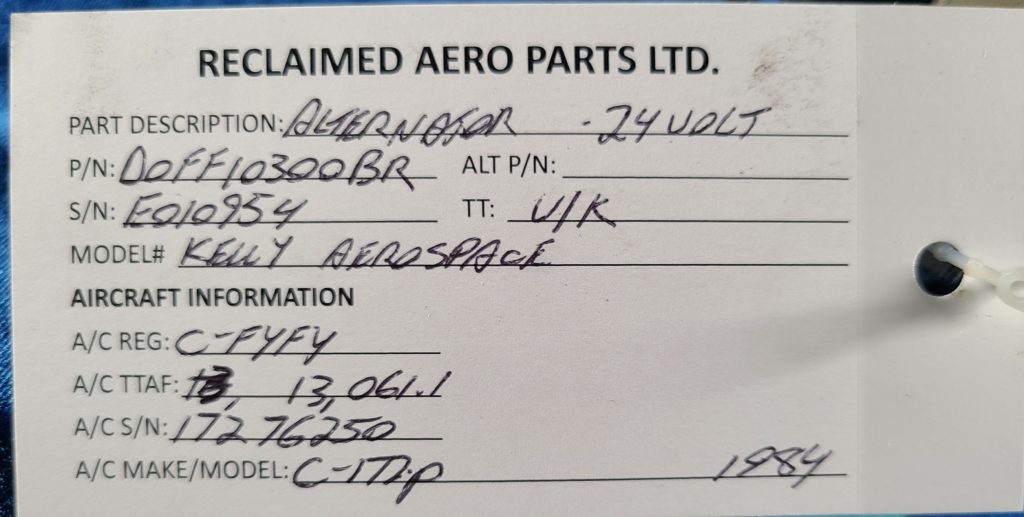 RECLAIMED AERO PARTS LTD.
PART DESCRIPTION: ALTERNATOR - 24 VOLT
P/N: DOFF10300BR ALT P/N:
S/N: E010954 TT: U/K
MODEL# KELLY AEROSPACE
AIRCRAFT INFORMATION
A/C REG: C-FYFY
A/C TTAF: 13,061.1
A/C S/N: 17276250
A/C MAKE/MODEL: C-172P 1984